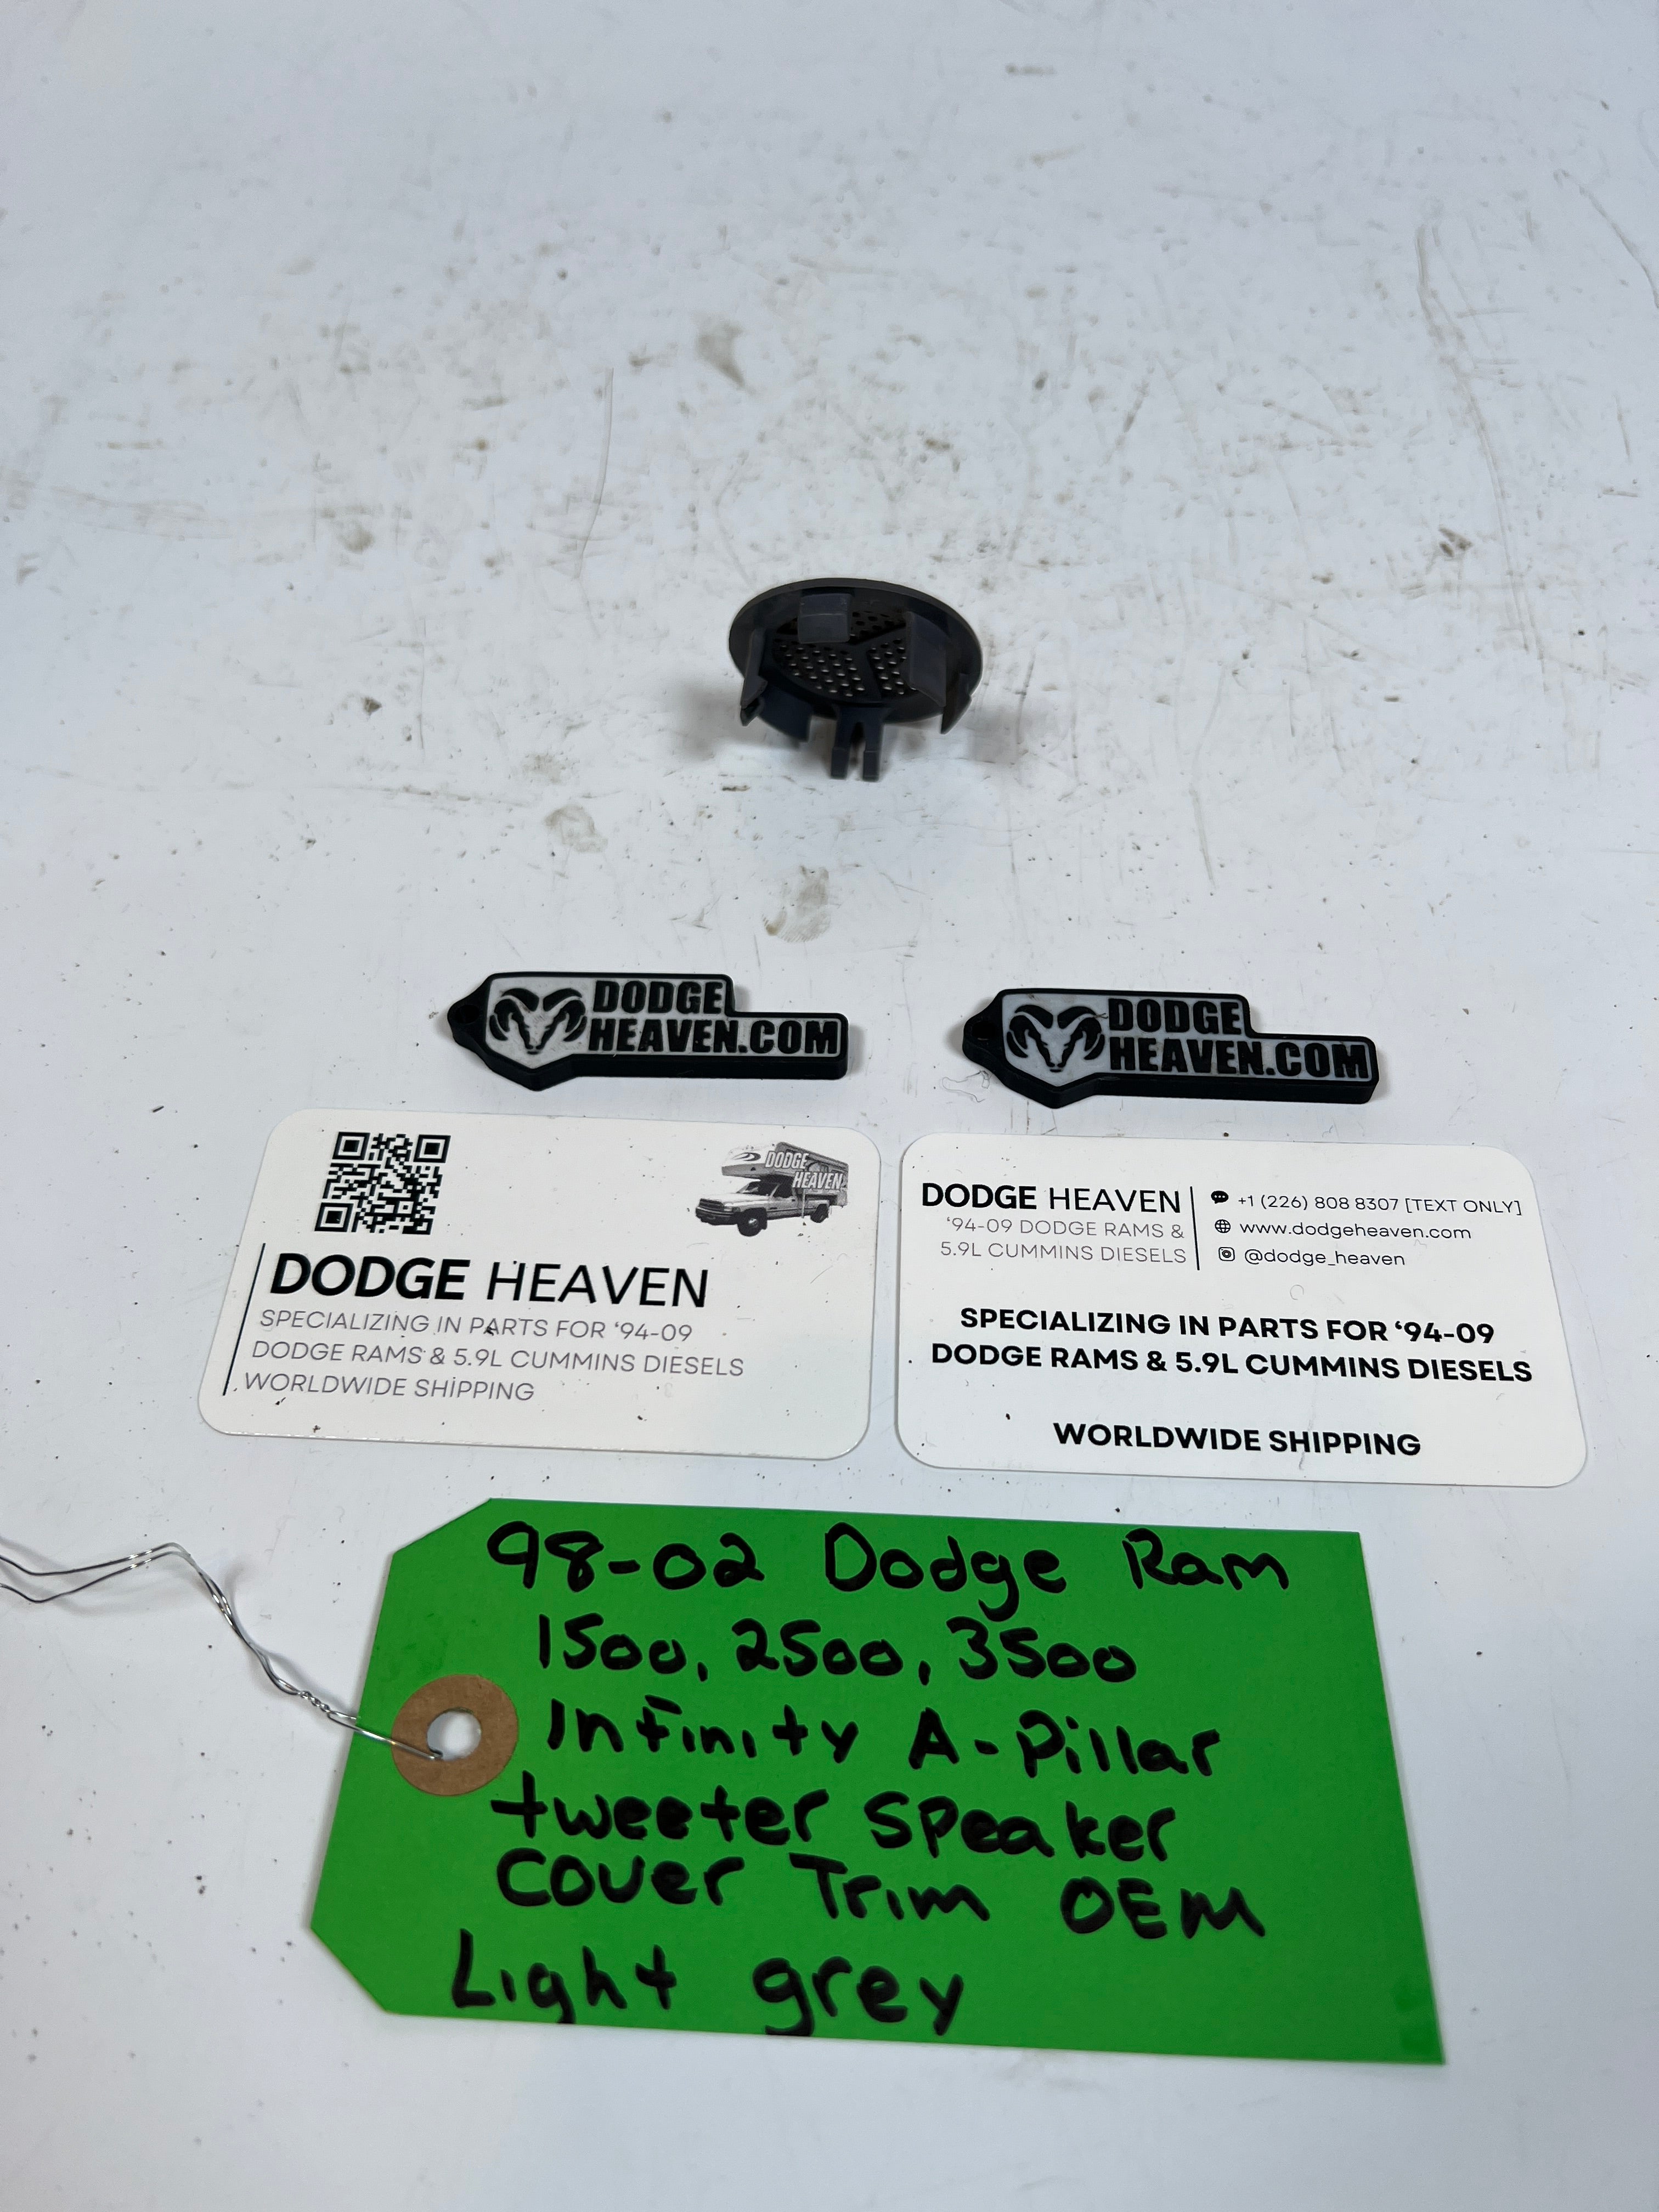 DODGE
HEAVEN.COM
DODGE
HEAVEN.COM
DODGE
HEAVEN
DODGE HEAVEN
SPECIALIZING IN PARTS FOR ‘94-09
DODGE RAMS & 5.9L CUMMINS DIESELS
WORLDWIDE SHIPPING
DODGE HEAVEN
‘94-09 DODGE RAMS &
5.9L CUMMINS DIESELS
+1 (226) 808 8307 [TEXT ONLY]
www.dodgeheaven.com
@dodge_heaven
SPECIALIZING IN PARTS FOR ‘94-09
DODGE RAMS & 5.9L CUMMINS DIESELS
WORLDWIDE SHIPPING
98-02 Dodge Ram
1500, 2500, 3500
Infinity A-Pillar
tweeter speaker
cover Trim OEM
Light grey